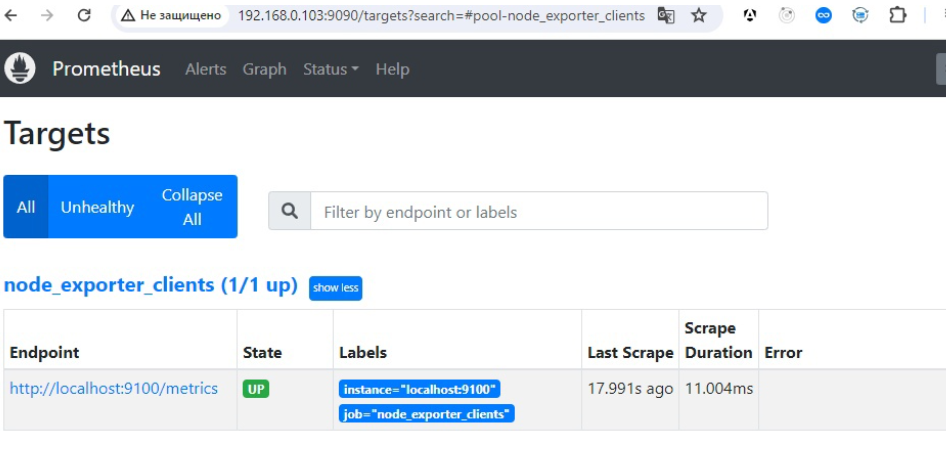 Не защищено 192.168.0.103:9090/targets?search=#pool-node_exporter_clients
Prometheus Alerts Graph Status Help
Targets
All Unhealthy Collapse All
Filter by endpoint or labels
node_exporter_clients (1/1 up) show less
Endpoint State Labels Last Scrape Scrape Duration Error
http://localhost:9100/metrics UP instance="localhost:9100" 17.991s ago 11.004ms
job="node_exporter_clients"